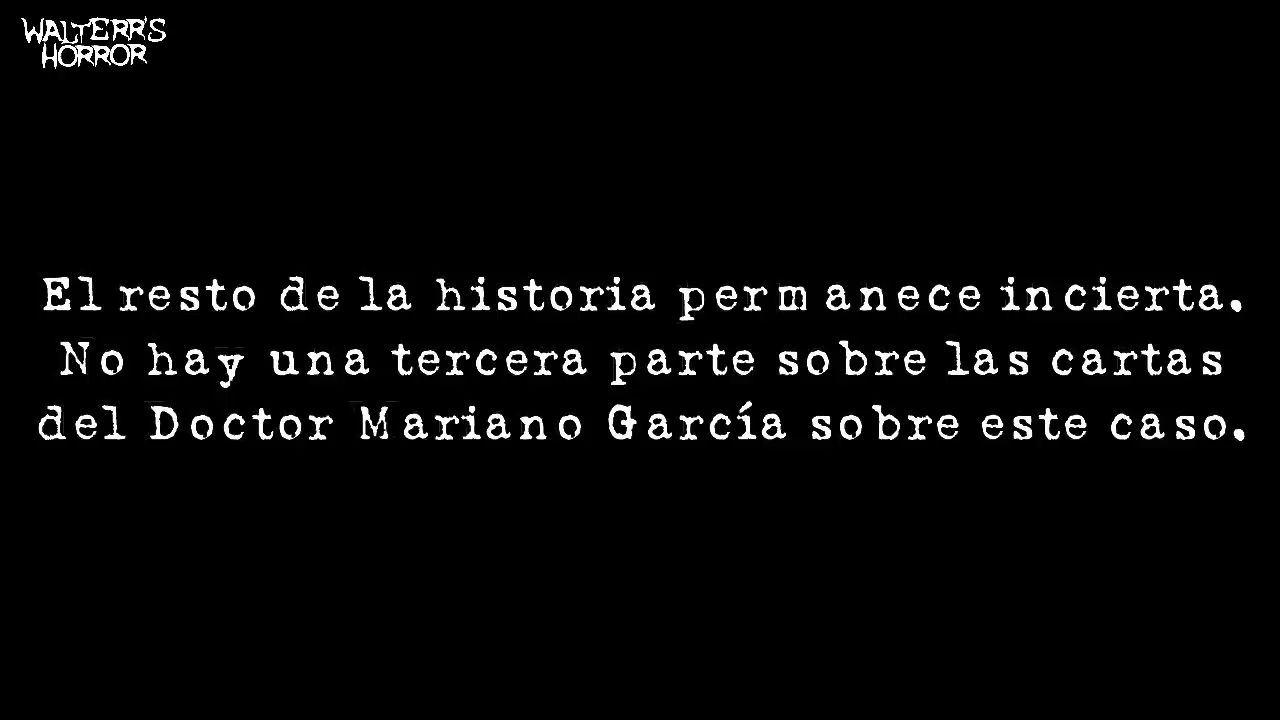 WALTERR'S
HORROR
El resto de la historia permanece incierta.
No hay una tercera parte sobre las cartas
del Doctor Mariano García sobre este caso.